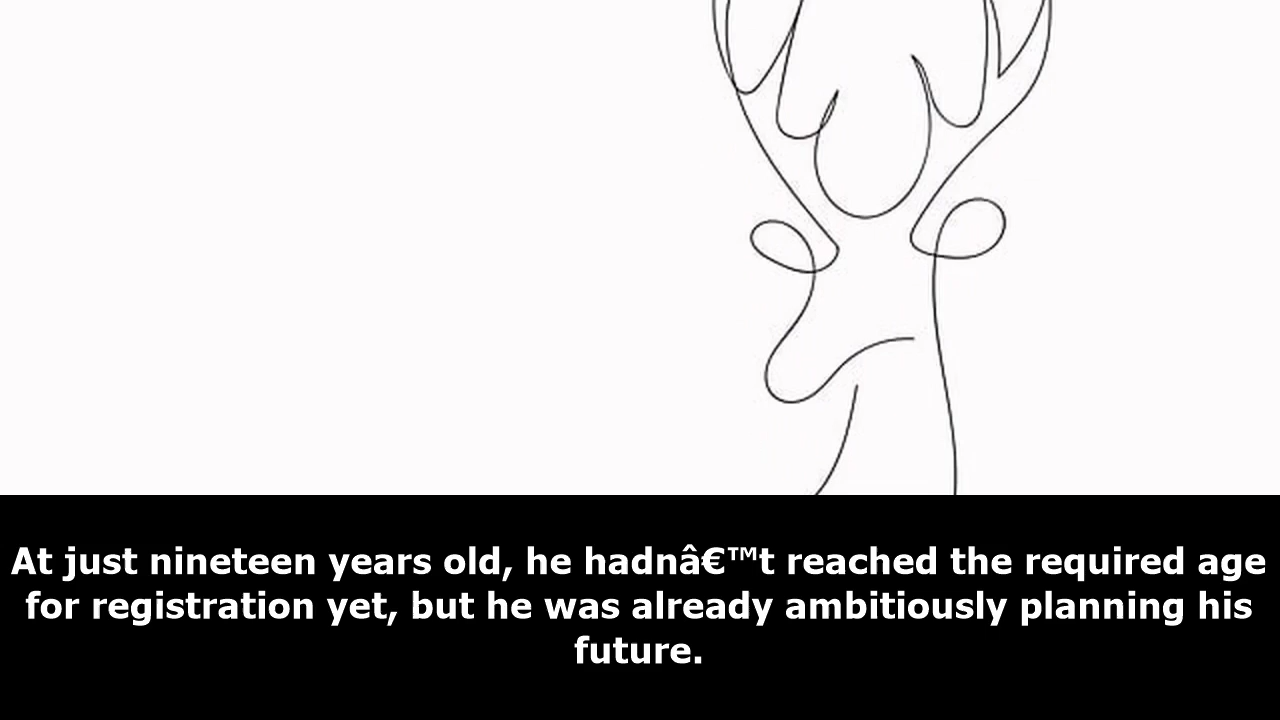 At just nineteen years old, he hadnâ€™t reached the required age
for registration yet, but he was already ambitiously planning his
future.